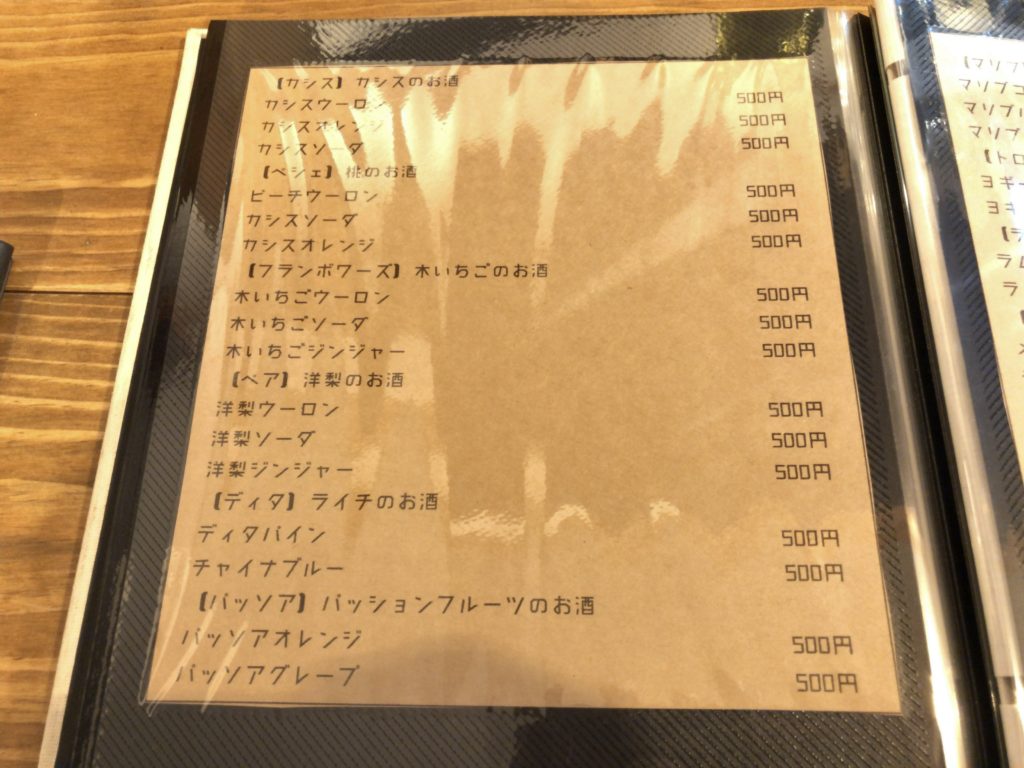 【カシス】カシスのお酒
カシスウーロン 500円
カシスオレンジ 500円
カシスソーダ 500円
【ペシェ】桃のお酒
ピーチウーロン 500円
カシスソーダ 500円
カシスオレンジ 500円
【フランボワーズ】木いちごのお酒
木いちごウーロン 500円
木いちごソーダ 500円
木いちごジンジャー 500円
【ペア】洋梨のお酒
洋梨ウーロン 500円
洋梨ソーダ 500円
洋梨ジンジャー 500円
【ディタ】ライチのお酒
ディタパイン 500円
チャイナブルー 500円
【パッソア】パッションフルーツのお酒
パッソアオレンジ 500円
パッソアグレープ 500円